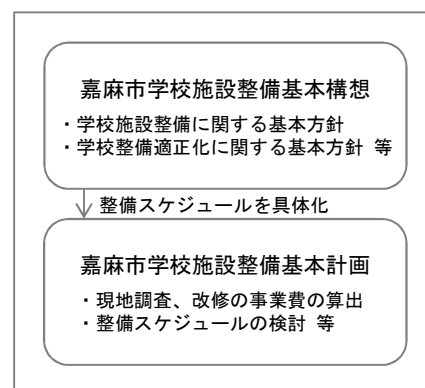 嘉麻市学校施設整備基本構想
・学校施設整備に関する基本方針
・学校整備適正化に関する基本方針 等
整備スケジュールを具体化
嘉麻市学校施設整備基本計画
・現地調査、改修の事業費の算出
・整備スケジュールの検討 等